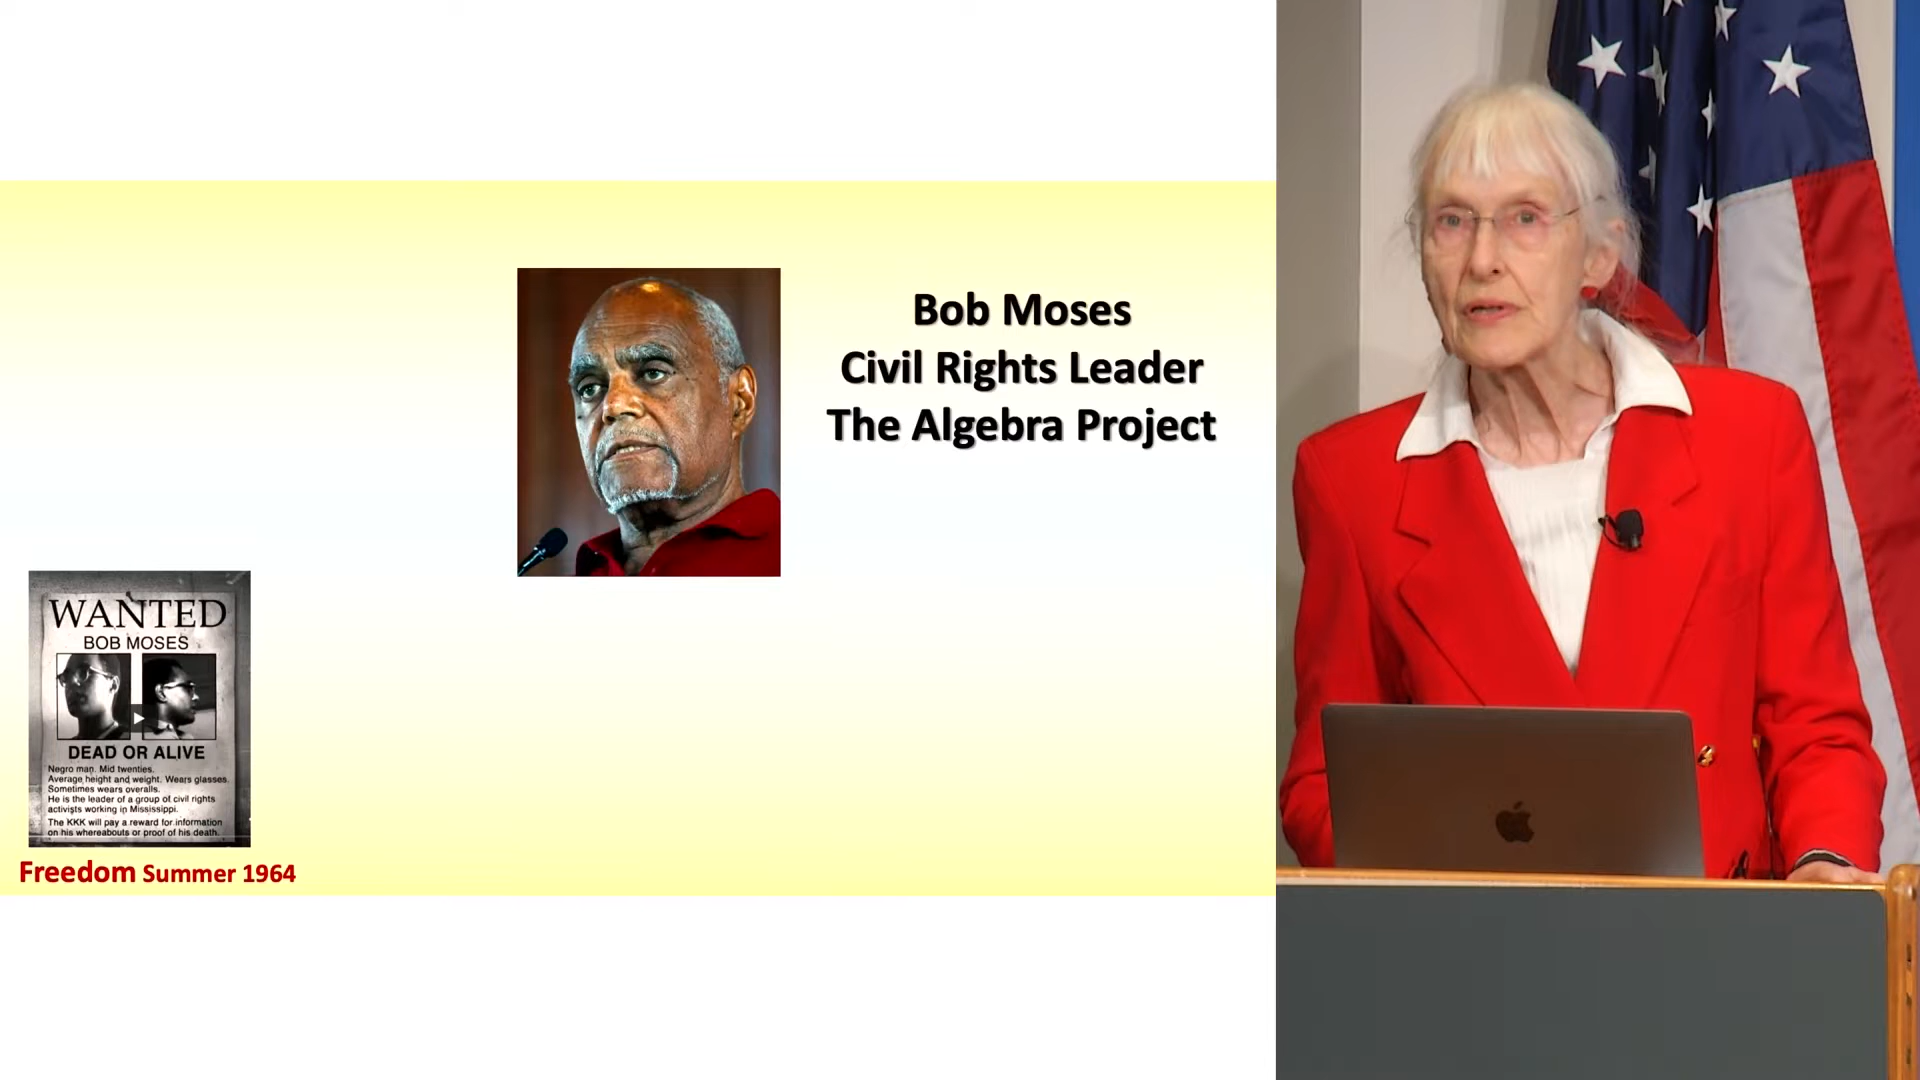 Bob Moses
Civil Rights Leader
The Algebra Project
WANTED
BOB MOSES
DEAD OR ALIVE
Negro man. Mid twenties.
Average height and weight. Wears glasses.
Sometimes wears overalls.
He is the leader of a group of civil rights
activists working in Mississippi.
The KKK will pay a reward for information
on his whereabouts or proof of his death.
Freedom Summer 1964